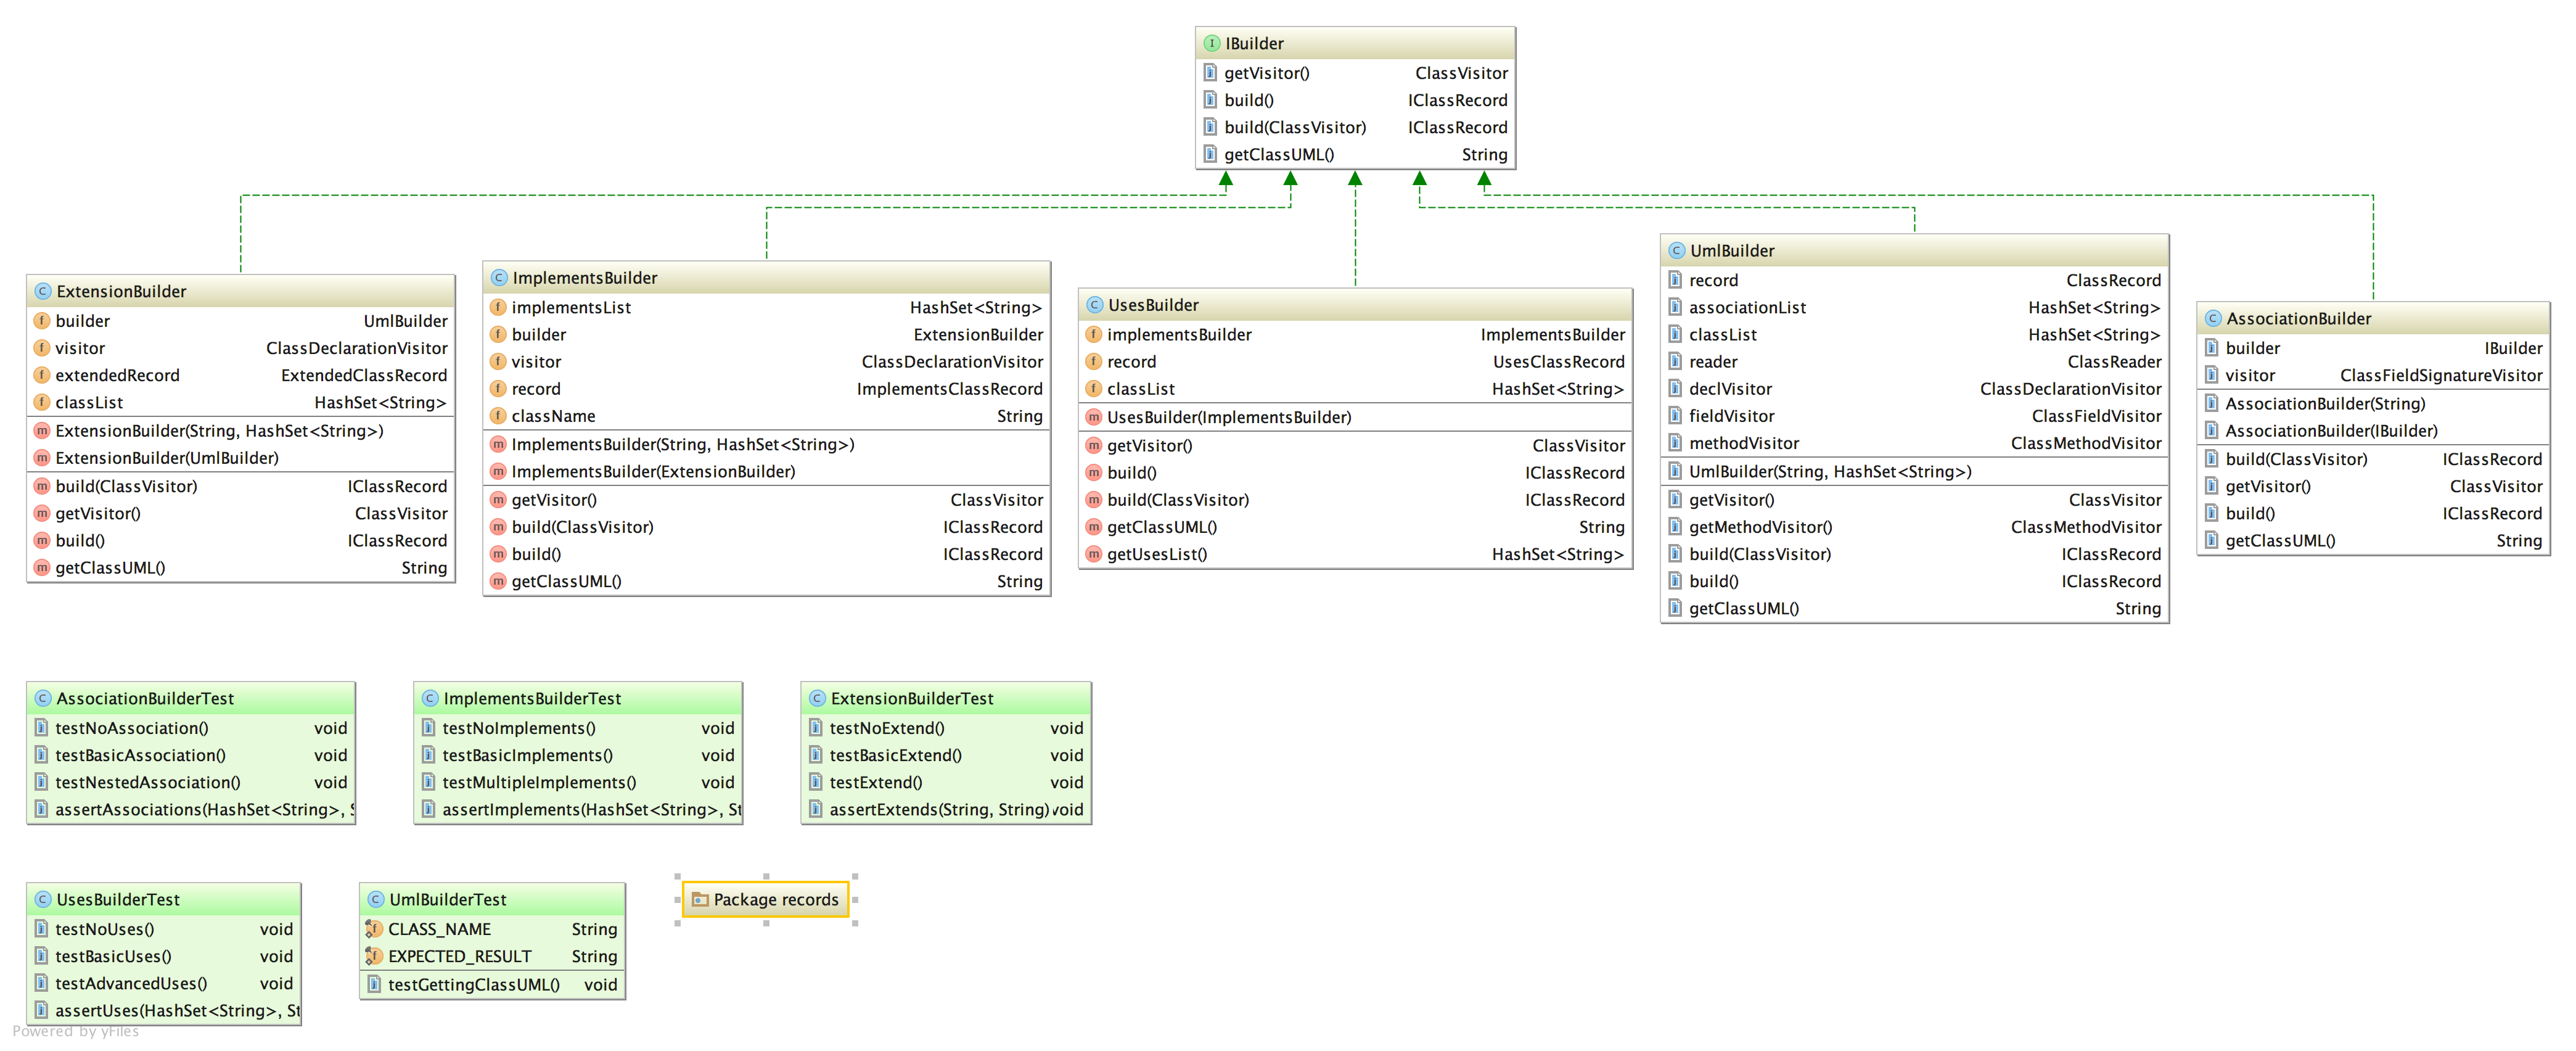 IBuilder
getVisitor() ClassVisitor
build() IClassRecord
build(ClassVisitor) IClassRecord
getClassUML() String
ExtensionBuilder
builder UmlBuilder
visitor ClassDeclarationVisitor
extendedRecord ExtendedClassRecord
classList HashSet<String>
ExtensionBuilder(String, HashSet<String>)
ExtensionBuilder(UmlBuilder)
build(ClassVisitor) IClassRecord
getVisitor() ClassVisitor
build() IClassRecord
getClassUML() String
ImplementsBuilder
implementsList HashSet<String>
builder ExtensionBuilder
visitor ClassDeclarationVisitor
record ImplementsClassRecord
className String
ImplementsBuilder(String, HashSet<String>)
ImplementsBuilder(ExtensionBuilder)
getVisitor() ClassVisitor
build(ClassVisitor) IClassRecord
build() IClassRecord
getClassUML() String
UsesBuilder
implementsBuilder ImplementsBuilder
record UsesClassRecord
classList HashSet<String>
UsesBuilder(ImplementsBuilder)
getVisitor() ClassVisitor
build() IClassRecord
build(ClassVisitor) IClassRecord
getClassUML() String
getUsesList() HashSet<String>
UmlBuilder
record ClassRecord
associationList HashSet<String>
classList HashSet<String>
reader ClassReader
declVisitor ClassDeclarationVisitor
fieldVisitor ClassFieldVisitor
methodVisitor ClassMethodVisitor
UmlBuilder(String, HashSet<String>)
getVisitor() ClassVisitor
getMethodVisitor() ClassMethodVisitor
build(ClassVisitor) IClassRecord
build() IClassRecord
getClassUML() String
AssociationBuilder
builder IBuilder
visitor ClassFieldSignatureVisitor
AssociationBuilder(String)
AssociationBuilder(IBuilder)
build(ClassVisitor) IClassRecord
getVisitor() ClassVisitor
build() IClassRecord
getClassUML() String
AssociationBuilderTest
testNoAssociation() void
testBasicAssociation() void
testNestedAssociation() void
assertAssociations(HashSet<String>, S
ImplementsBuilderTest
testNoImplements() void
testBasicImplements() void
testMultipleImplements() void
assertImplements(HashSet<String>, St
ExtensionBuilderTest
testNoExtend() void
testBasicExtend() void
testExtend() void
assertExtends(String, String) void
UsesBuilderTest
testNoUses() void
testBasicUses() void
testAdvancedUses() void
assertUses(HashSet<String>, St
UmlBuilderTest
CLASS_NAME String
EXPECTED_RESULT String
testGettingClassUML() void
Package records
Powered by yFiles